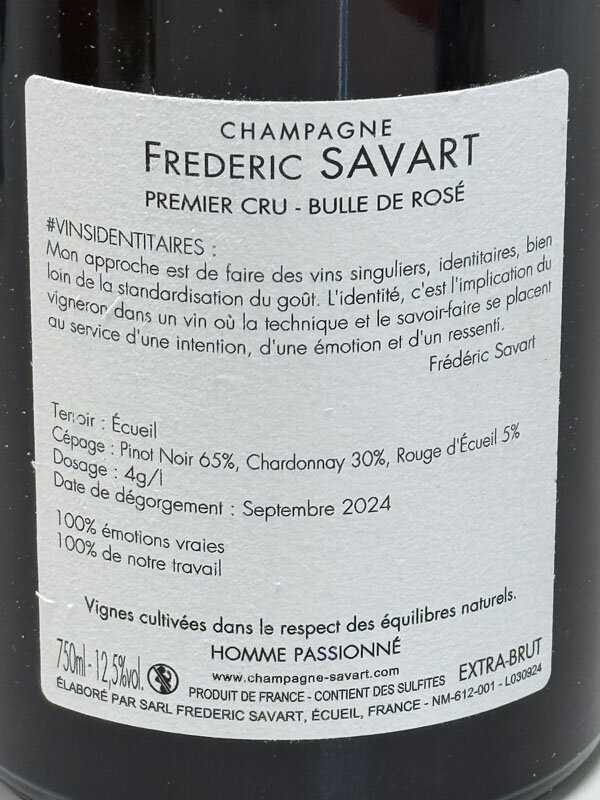 CHAMPAGNE
FREDERIC SAVART
PREMIER CRU - BULLE DE ROSÉ
#VINSIDENTITAIRES :
Mon approche est de faire des vins singuliers, identitaires, bien
loin de la standardisation du goût. L'identité, c'est l'implication du
vigneron dans un vin où la technique et le savoir-faire se placent
au service d'une intention, d'une émotion et d'un ressenti.
Frédéric Savart
Terroir : Écueil
Cépage : Pinot Noir 65%, Chardonnay 30%, Rouge d'Écueil 5%
Dosage : 4g/l
Date de dégorgement : Septembre 2024
100% émotions vraies
100% de notre travail
Vignes cultivées dans le respect des équilibres naturels.
HOMME PASSIONNÉ
www.champagne-savart.com
750ml - 12,5%vol. PRODUIT DE FRANCE - CONTIENT DES SULFITES EXTRA-BRUT
ÉLABORÉ PAR SARL FREDERIC SAVART, ÉCUEIL, FRANCE - NM-612-001 - L030924